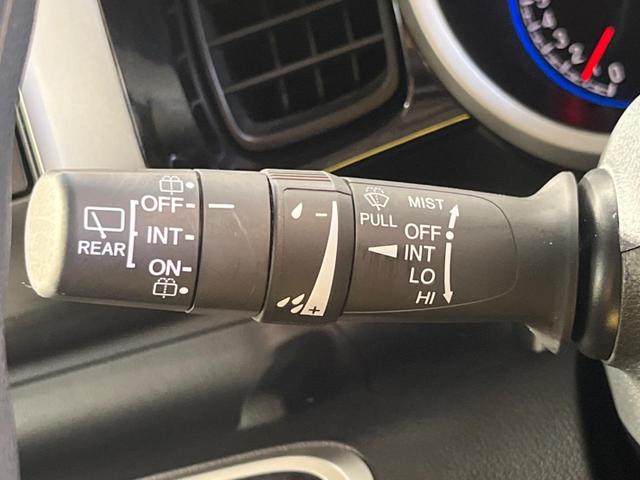 OFF
REAR
INT
ON
PULL
MIST
OFF
INT
LO
HI